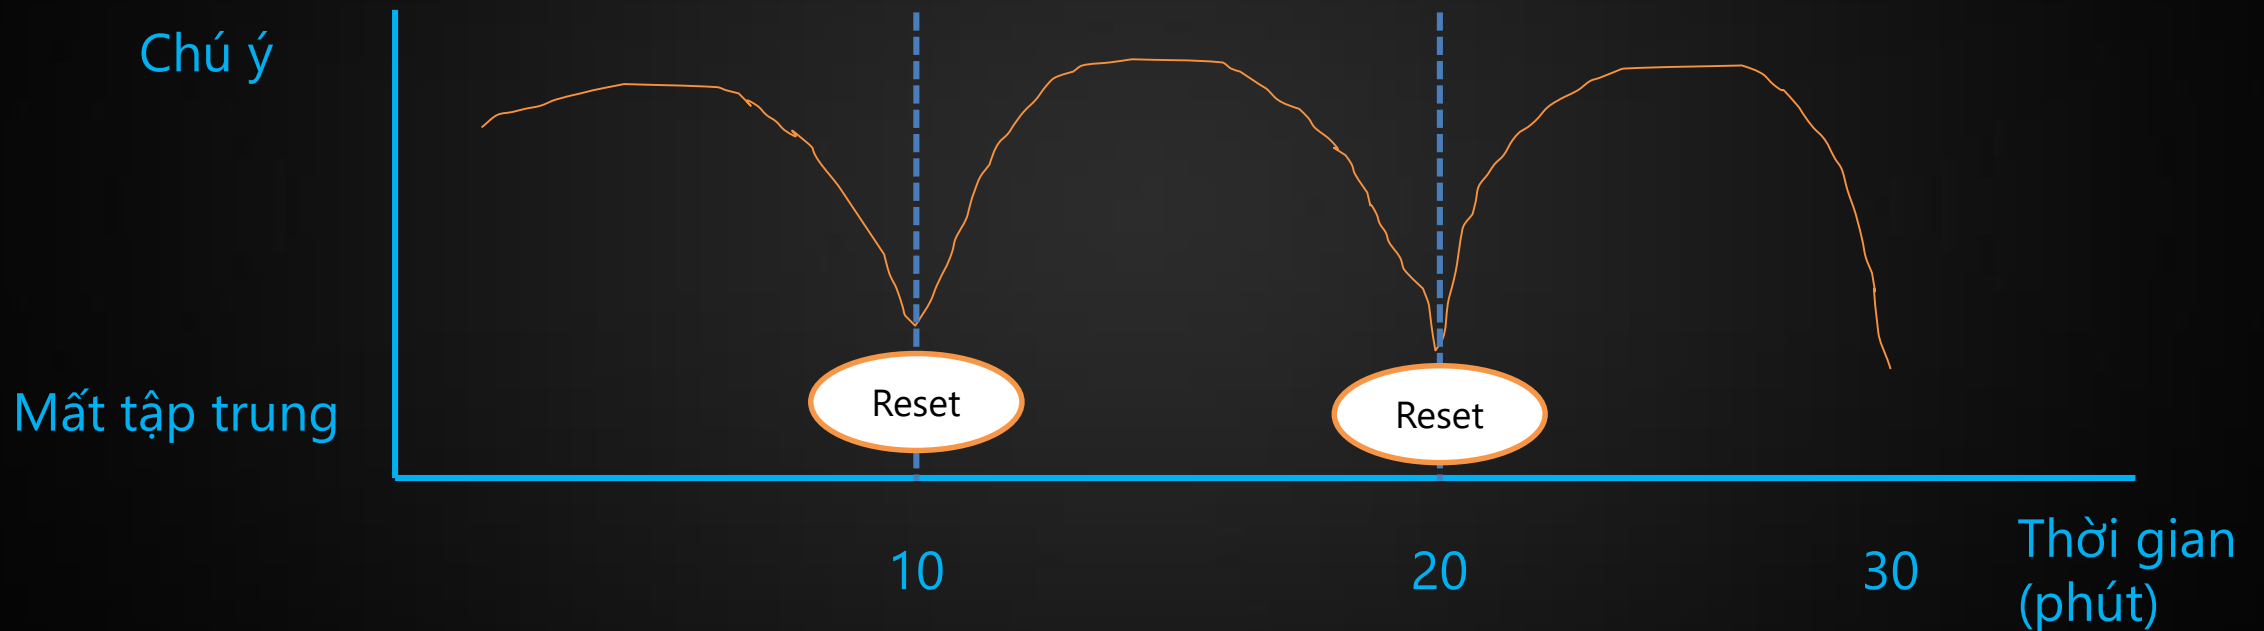 Chú ý
Mất tập trung
Reset
Reset
10
20
30
Thời gian
(phút)